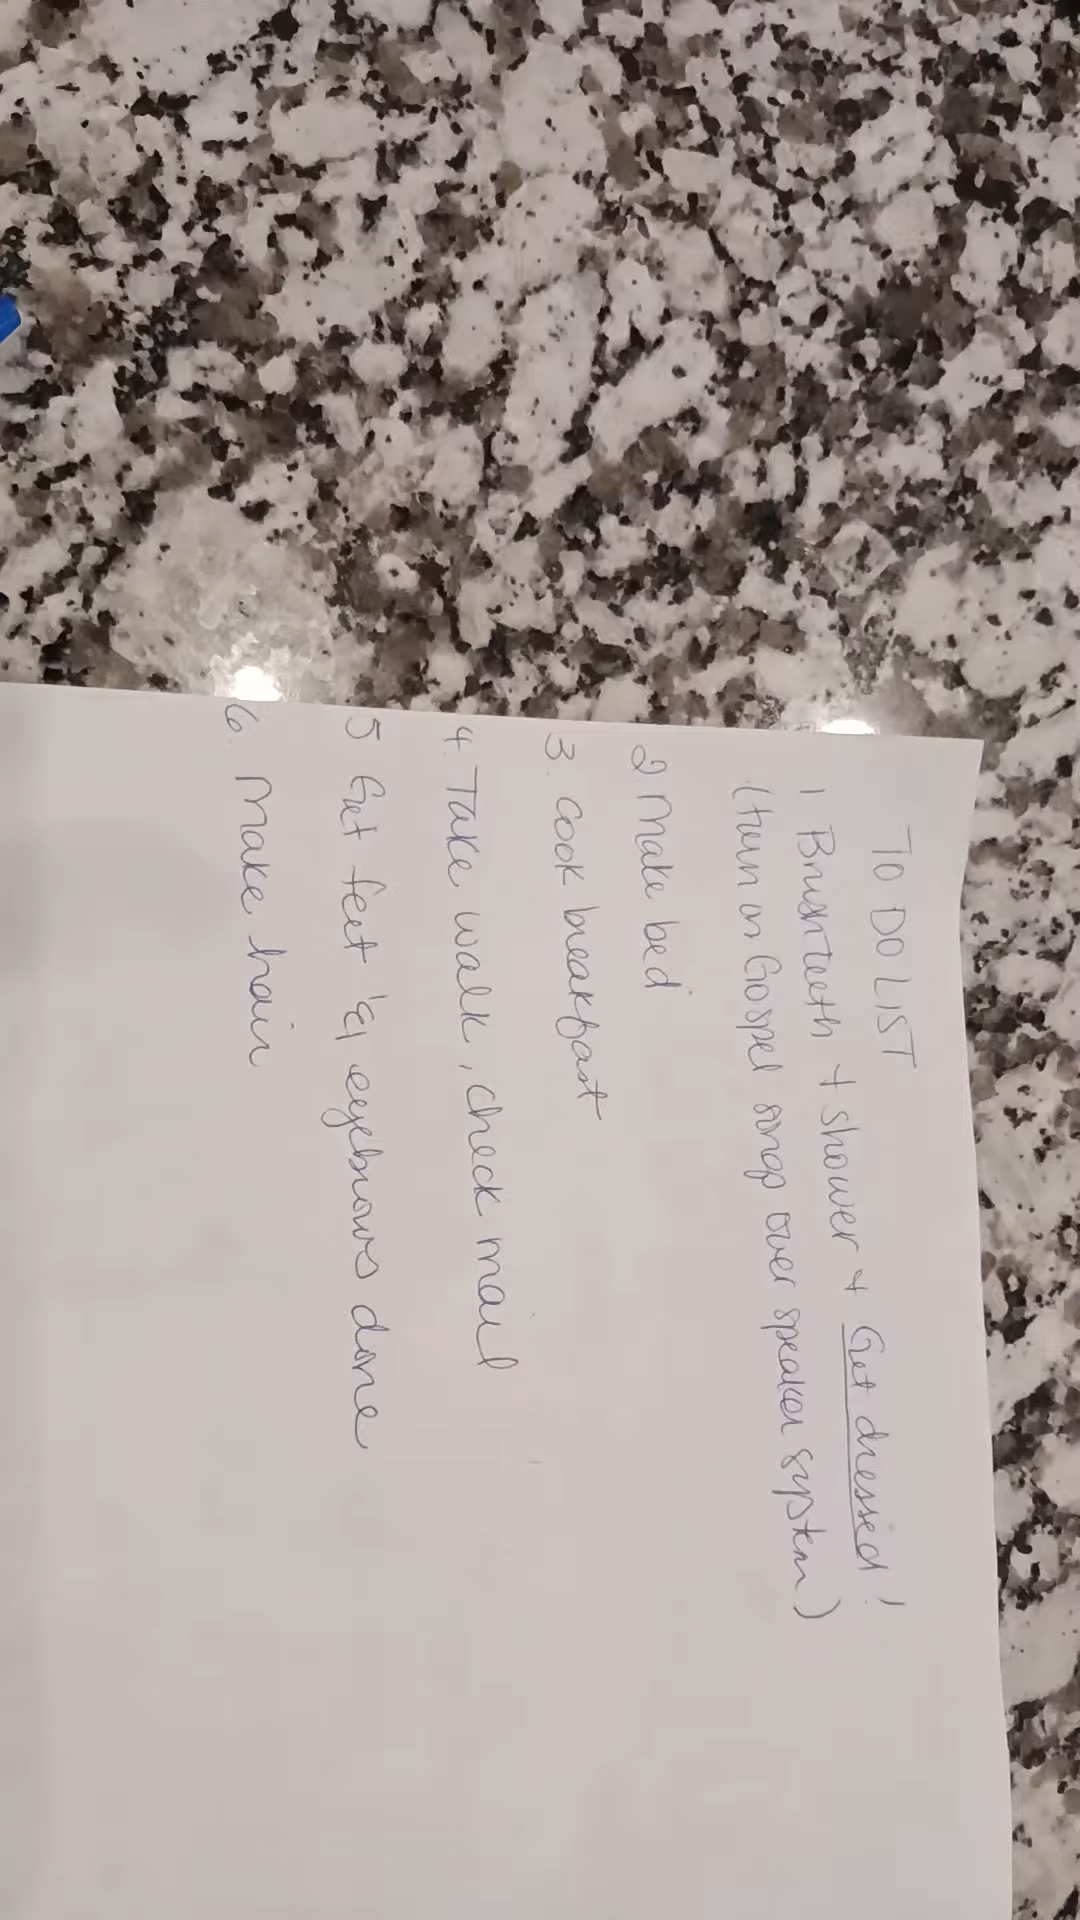 TO DO LIST
1 Brush teeth + shower + Get dressed!
(turn on Gospel songs over speaker system)
2 Make bed
3. Cook breakfast
4. Take walk, check mail
5 Get feet & eyebrows done
6. Make hair